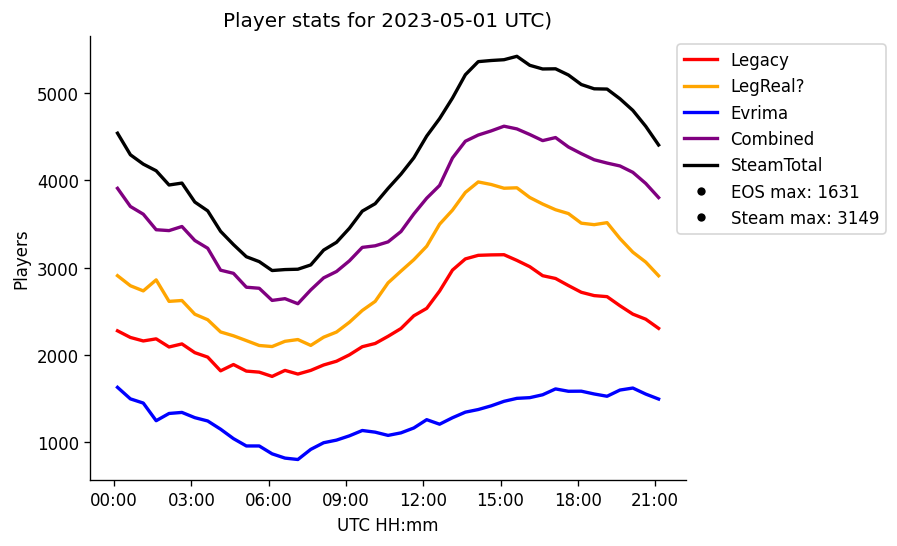 Player stats for 2023-05-01 UTC)
Legacy
LegReal?
Evrima
Combined
SteamTotal
EOS max: 1631
Steam max: 3149
Players
5000
4000
3000
2000
1000
00:00 03:00 06:00 09:00 12:00 15:00 18:00 21:00
UTC HH:mm